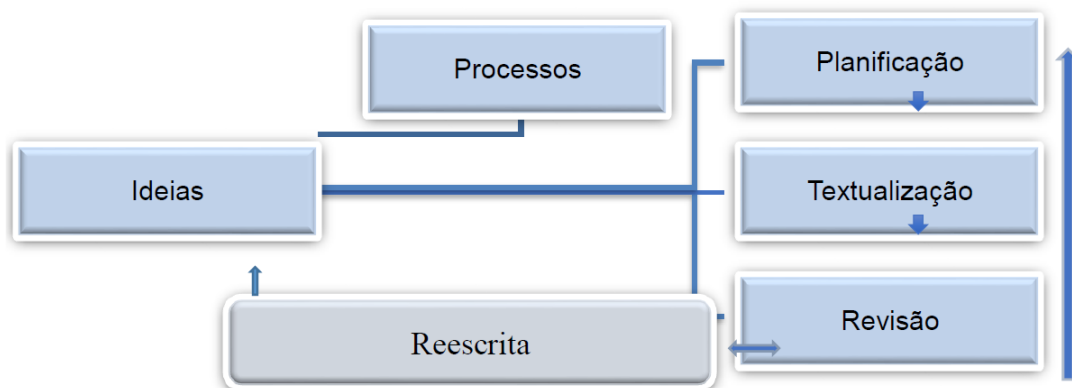 Processos
Planificação
Ideias
Textualização
Reescrita
Revisão